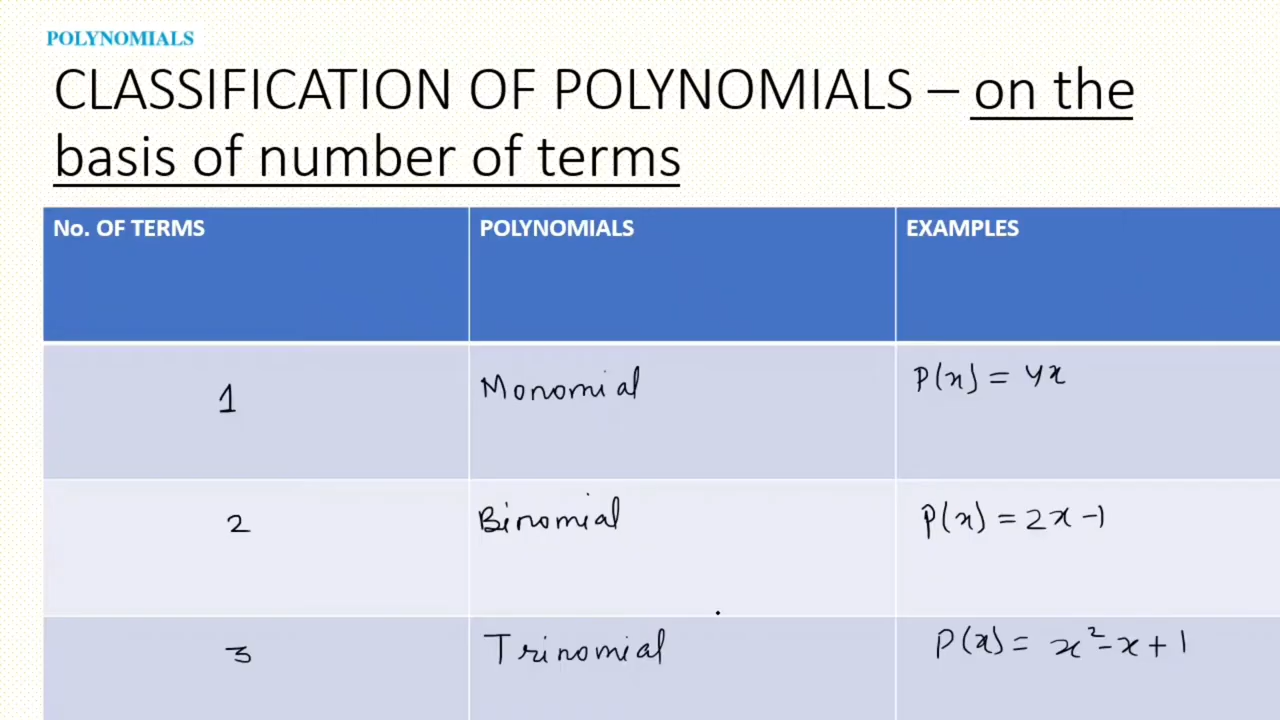 POLYNOMIALS
CLASSIFICATION OF POLYNOMIALS – on the
basis of number of terms
No. OF TERMS POLYNOMIALS EXAMPLES
1 Monomial P(x) = 4x
2 Binomial P(x) = 2x -1
3 Trinomial P(x) = x² - x + 1